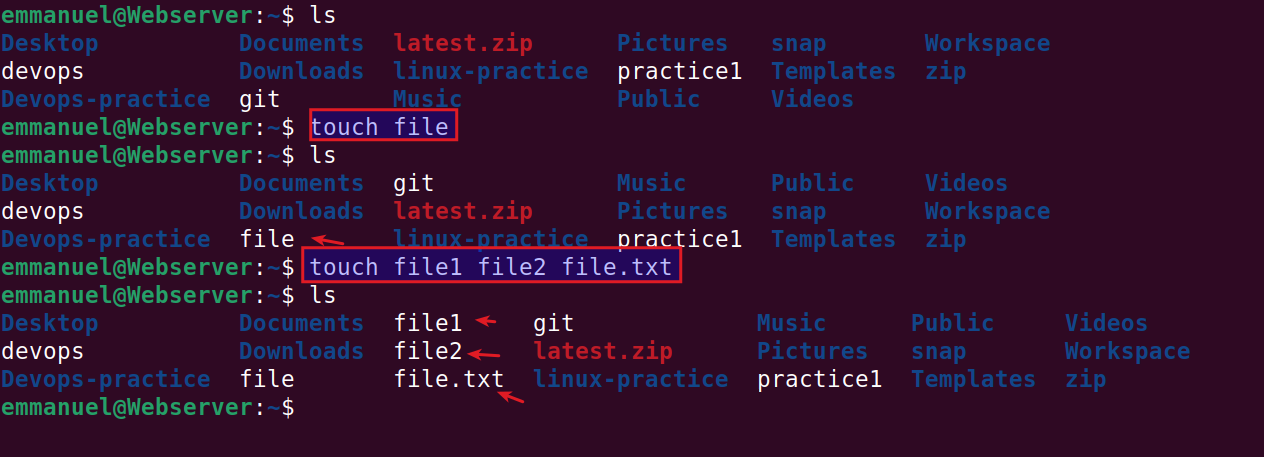 emmanuel@Webserver:~$ ls
Desktop Documents latest.zip Pictures snap Workspace
devops Downloads linux-practice practice1 Templates zip
Devops-practice git Music Public Videos
emmanuel@Webserver:~$ touch file
emmanuel@Webserver:~$ ls
Desktop Documents git Music Public Videos
devops Downloads latest.zip Pictures snap Workspace
Devops-practice file linux-practice practice1 Templates zip
emmanuel@Webserver:~$ touch file1 file2 file.txt
emmanuel@Webserver:~$ ls
Desktop Documents file1 git Music Public Videos
devops Downloads file2 latest.zip Pictures snap Workspace
Devops-practice file file.txt linux-practice practice1 Templates zip
emmanuel@Webserver:~$